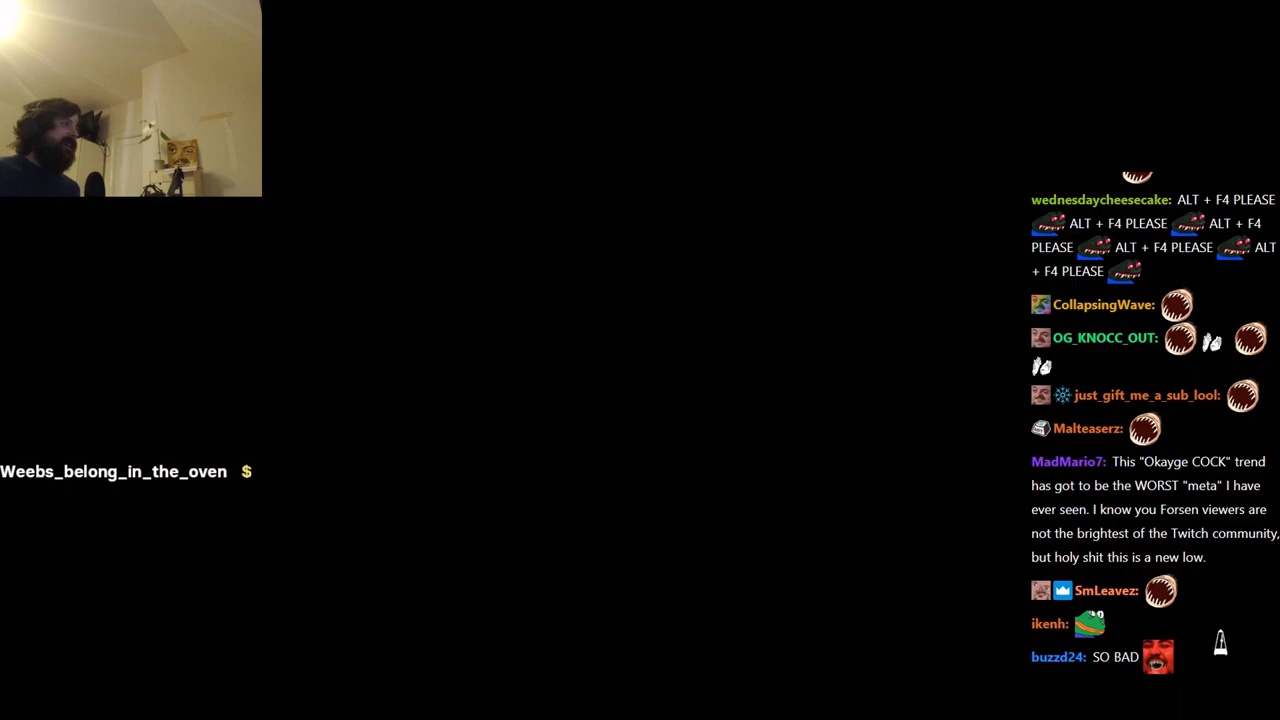 wednesdaycheesecake: ALT + F4 PLEASE
ALT + F4 PLEASE ALT + F4
PLEASE ALT + F4 PLEASE ALT
+ F4 PLEASE
CollapsingWave:
OG_KNOCC_OUT:
just_gift_me_a_sub_lool:
Malteaserz:
MadMario7: This "Okayge COCK" trend
has got to be the WORST "meta" I have
ever seen. I know you Forsen viewers are
not the brightest of the Twitch community,
but holy shit this is a new low.
SmLeavez:
ikenh:
buzzd24: SO BAD
Weebs_belong_in_the_oven $